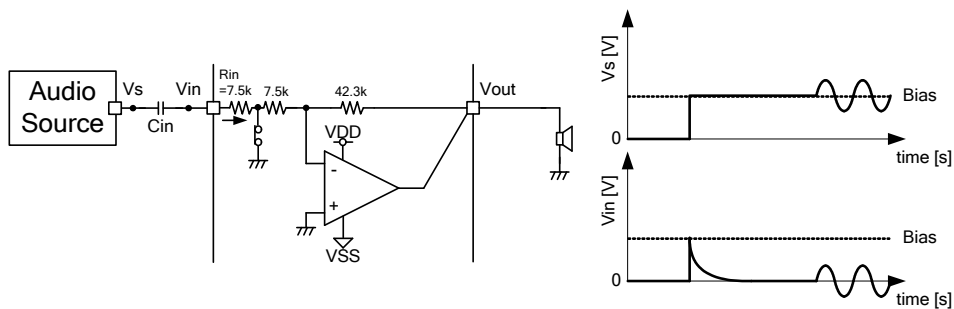 Audio
Source
Vs
Cin
Vin
Rin
=7.5k
7.5k
42.3k
VDD
-
+
VSS
Vout
Vs [V]
Bias
0
time [s]
Vin [V]
Bias
0
time [s]